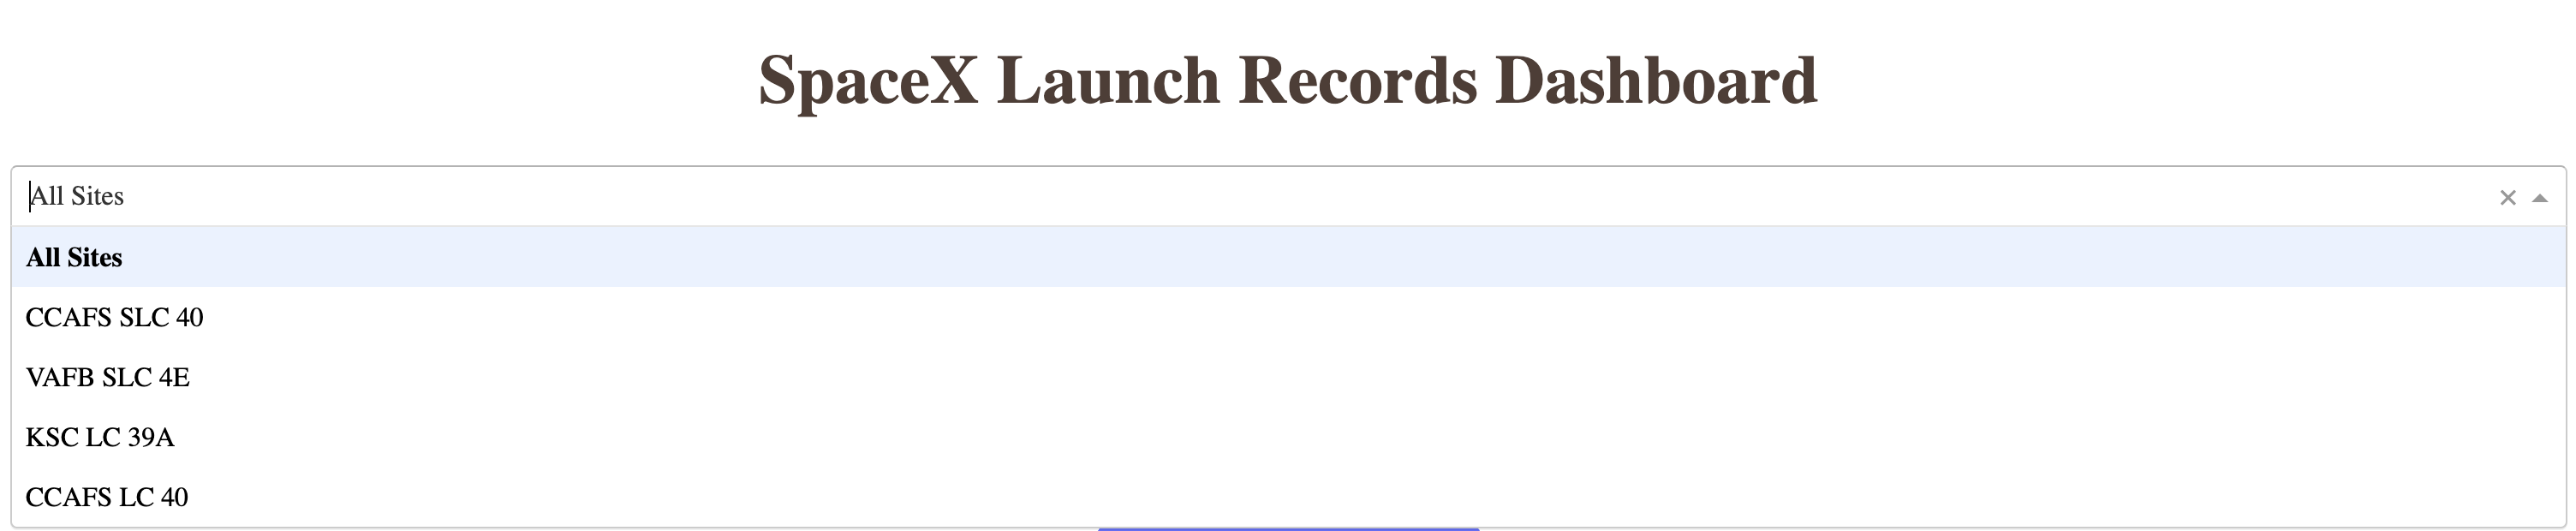 SpaceX Launch Records Dashboard
All Sites
All Sites
CCAFS SLC 40
VAFB SLC 4E
KSC LC 39A
CCAFS LC 40